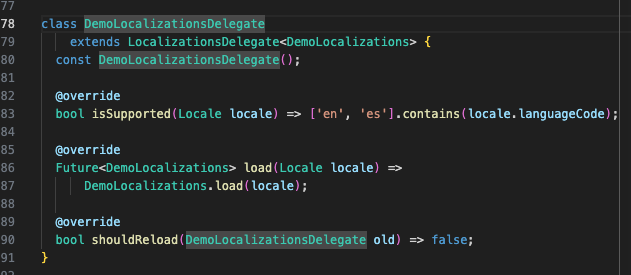 77
78 class DemoLocalizationsDelegate
79     extends LocalizationsDelegate<DemoLocalizations> {
80   const DemoLocalizationsDelegate();
81
82   @override
83   bool isSupported(Locale locale) => ['en', 'es'].contains(locale.languageCode);
84
85   @override
86   Future<DemoLocalizations> load(Locale locale) =>
87       DemoLocalizations.load(locale);
88
89   @override
90   bool shouldReload(DemoLocalizationsDelegate old) => false;
91 }